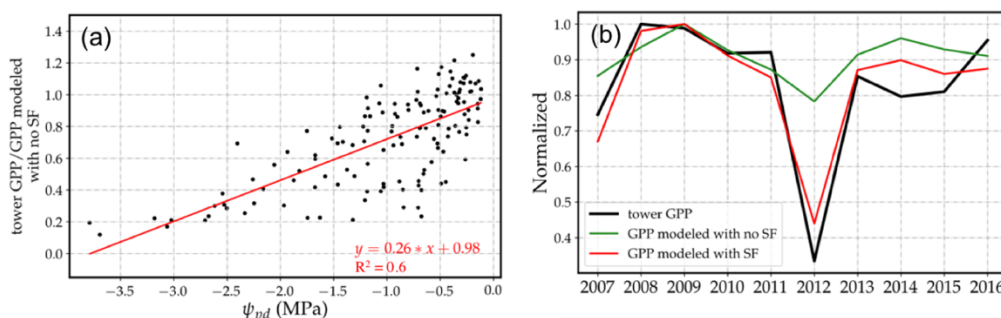 (a)
tower GPP/GPP modeled
with no SF
1.4
1.2
1.0
0.8
0.6
0.4
0.2
0.0
y = 0.26 * x + 0.98
R² = 0.6
−3.5 −3.0 −2.5 −2.0 −1.5 −1.0 −0.5 0.0
ψpd (MPa)
(b)
Normalized
1.0
0.9
0.8
0.7
0.6
0.5
0.4
tower GPP
GPP modeled with no SF
GPP modeled with SF
2007 2008 2009 2010 2011 2012 2013 2014 2015 2016